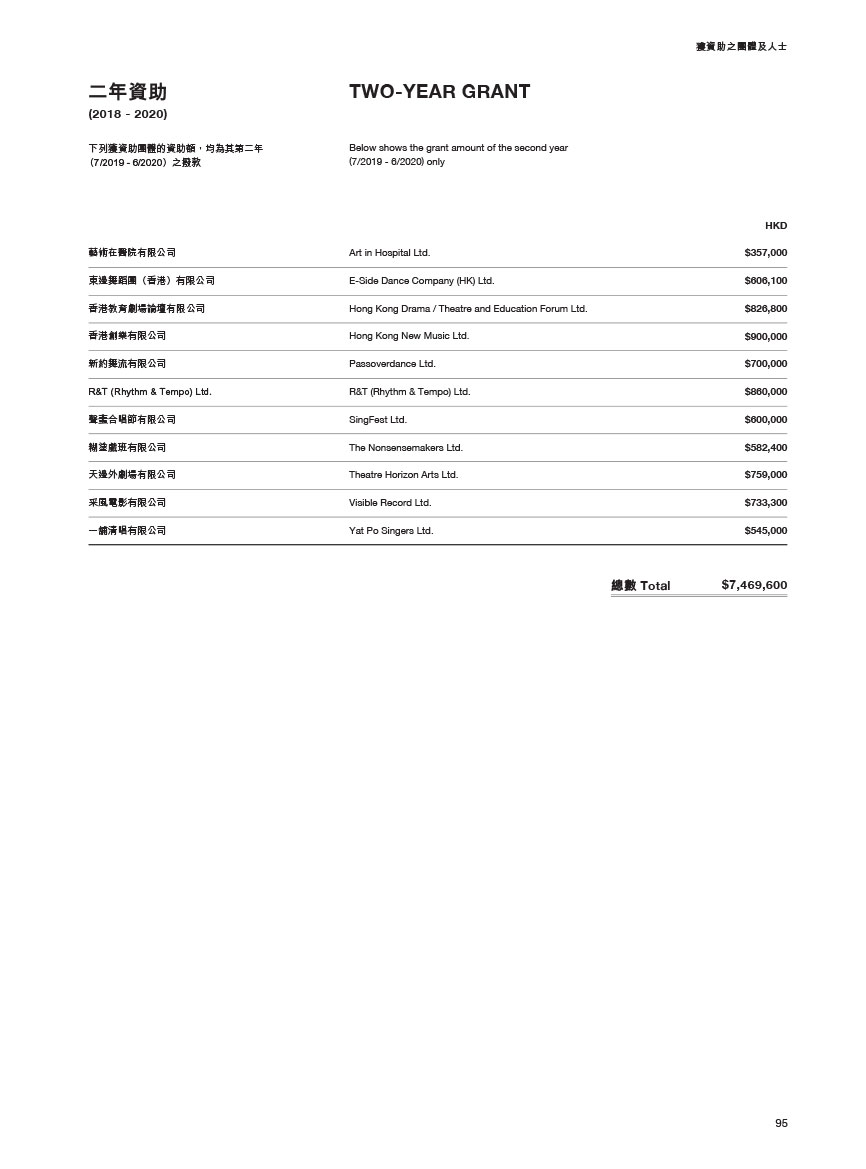 獲資助之團體及人士
二年資助 TWO-YEAR GRANT
(2018 - 2020)
下列獲資助團體的資助額，均為其第二年 Below shows the grant amount of the second year
（7/2019 - 6/2020）之撥款 (7/2019 - 6/2020) only
HKD
藝術在醫院有限公司 Art in Hospital Ltd. $357,000
東邊舞蹈團（香港）有限公司 E-Side Dance Company (HK) Ltd. $606,100
香港教育劇場論壇有限公司 Hong Kong Drama / Theatre and Education Forum Ltd. $826,800
香港創樂有限公司 Hong Kong New Music Ltd. $900,000
新約舞流有限公司 Passoverdance Ltd. $700,000
R&T (Rhythm & Tempo) Ltd. R&T (Rhythm & Tempo) Ltd. $860,000
聲蜚合唱節有限公司 SingFest Ltd. $600,000
糊塗戲班有限公司 The Nonsensemakers Ltd. $582,400
天邊外劇場有限公司 Theatre Horizon Arts Ltd. $759,000
采風電影有限公司 Visible Record Ltd. $733,300
一舖清唱有限公司 Yat Po Singers Ltd. $545,000
總數 Total $7,469,600
95